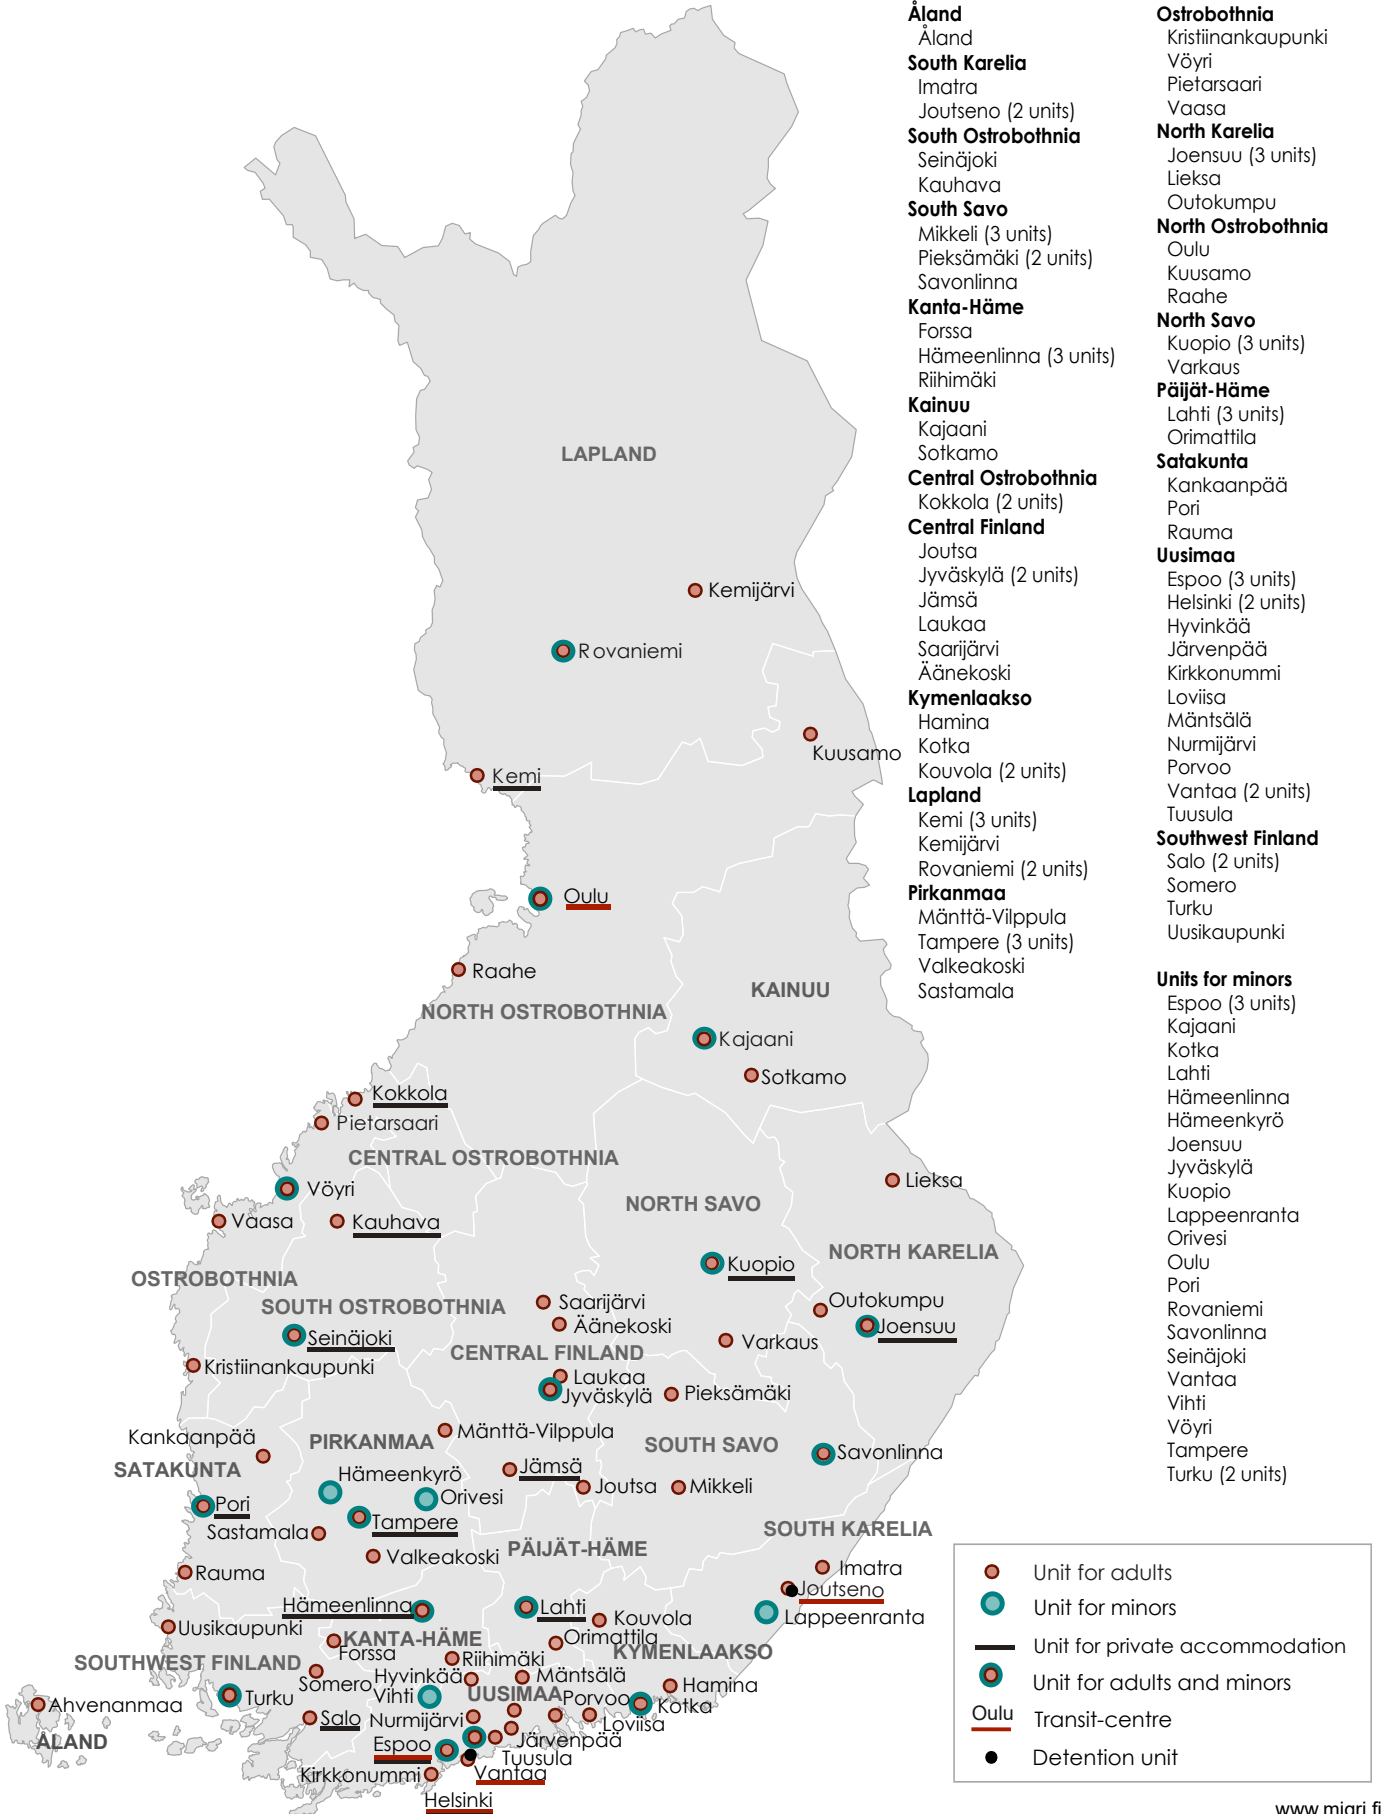 Åland
Åland
South Karelia
Imatra
Joutseno (2 units)
South Ostrobothnia
Seinäjoki
Kauhava
South Savo
Mikkeli (3 units)
Pieksämäki (2 units)
Savonlinna
Kanta-Häme
Forssa
Hämeenlinna (3 units)
Riihimäki
Kainuu
Kajaani
Sotkamo
Central Ostrobothnia
Kokkola (2 units)
Central Finland
Joutsa
Jyväskylä (2 units)
Jämsä
Laukaa
Saarijärvi
Äänekoski
Kymenlaakso
Hamina
Kotka
Kouvola (2 units)
Lapland
Kemi (3 units)
Kemijärvi
Rovaniemi (2 units)
Pirkanmaa
Mänttä-Vilppula
Tampere (3 units)
Valkeakoski
Sastamala
Ostrobothnia
Kristiinankaupunki
Vöyri
Pietarsaari
Vaasa
North Karelia
Joensuu (3 units)
Lieksa
Outokumpu
North Ostrobothnia
Oulu
Kuusamo
Raahe
North Savo
Kuopio (3 units)
Varkaus
Päijät-Häme
Lahti (3 units)
Orimattila
Satakunta
Kankaanpää
Pori
Rauma
Uusimaa
Espoo (3 units)
Helsinki (2 units)
Hyvinkää
Järvenpää
Kirkkonummi
Loviisa
Mäntsälä
Nurmijärvi
Porvoo
Vantaa (2 units)
Tuusula
Southwest Finland
Salo (2 units)
Somero
Turku
Uusikaupunki
Units for minors
Espoo (3 units)
Kajaani
Kotka
Lahti
Hämeenlinna
Hämeenkyrö
Joensuu
Jyväskylä
Kuopio
Lappeenranta
Orivesi
Oulu
Pori
Rovaniemi
Savonlinna
Seinäjoki
Vantaa
Vihti
Vöyri
Tampere
Turku (2 units)
LAPLAND
Kemijärvi
Rovaniemi
Kuusamo
Kemi
Oulu
Raahe
KAINUU
NORTH OSTROBOTHNIA
Kajaani
Sotkamo
Kokkola
Pietarsaari
CENTRAL OSTROBOTHNIA
Lieksa
Vöyri
NORTH SAVO
Vaasa
Kauhava
NORTH KARELIA
Kuopio
OSTROBOTHNIA
Outokumpu
Saarijärvi
SOUTH OSTROBOTHNIA
Äänekoski
Joensuu
Seinäjoki
Varkaus
CENTRAL FINLAND
Kristiinankaupunki
Laukaa
Pieksämäki
Jyväskylä
Mänttä-Vilppula
Kankaanpää
PIRKANMAA
SOUTH SAVO
Savonlinna
SATAKUNTA
Jämsä
Hämeenkyrö
Joutsa
Mikkeli
Orivesi
Pori
Tampere
SOUTH KARELIA
Sastamala
PÄIJÄT-HÄME
Valkeakoski
Imatra
Rauma
Joutseno
Hämeenlinna
Lahti
Lappeenranta
Kouvola
Uusikaupunki
KANTA-HÄME
Orimattila
Forssa
KYMENLAAKSO
Riihimäki
SOUTHWEST FINLAND
Hyvinkää
Mäntsälä
Somero
Hamina
Vihti
UUSIMAA
Porvoo
Turku
Ahvenanmaa
Kotka
Salo
Nurmijärvi
Loviisa
ÅLAND
Espoo
Järvenpää
Tuusula
Kirkkonummi
Vantaa
Helsinki
Unit for adults
Unit for minors
Unit for private accommodation
Unit for adults and minors
Oulu
Transit-centre
Detention unit
www.migri.fi